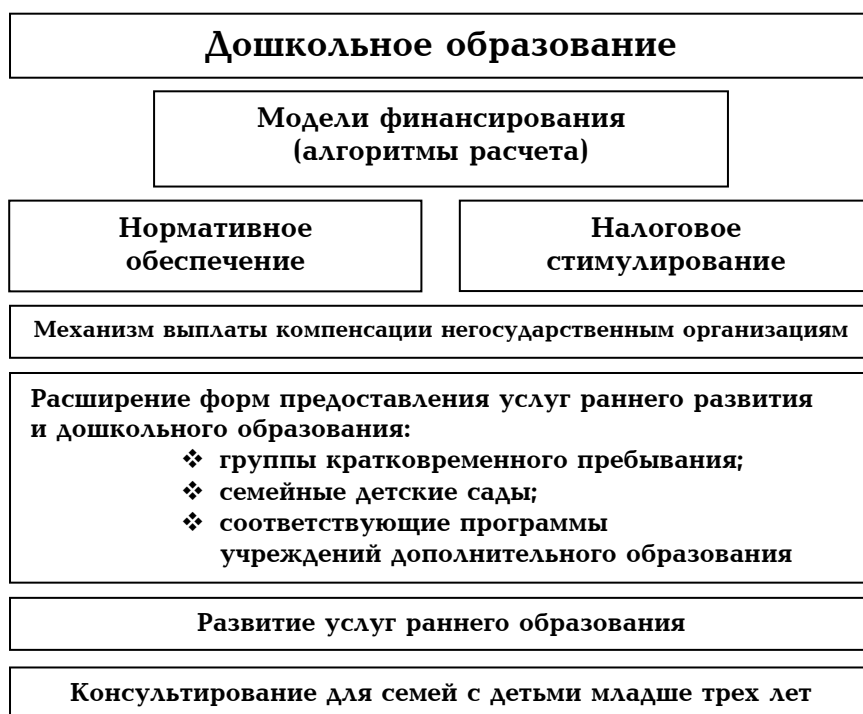 Дошкольное образование
Модели финансирования
(алгоритмы расчета)
Нормативное
обеспечение
Налоговое
стимулирование
Механизм выплаты компенсации негосударственным организациям
Расширение форм предоставления услуг раннего развития
и дошкольного образования:
❖ группы кратковременного пребывания;
❖ семейные детские сады;
❖ соответствующие программы
учреждений дополнительного образования
Развитие услуг раннего образования
Консультирование для семей с детьми младше трех лет